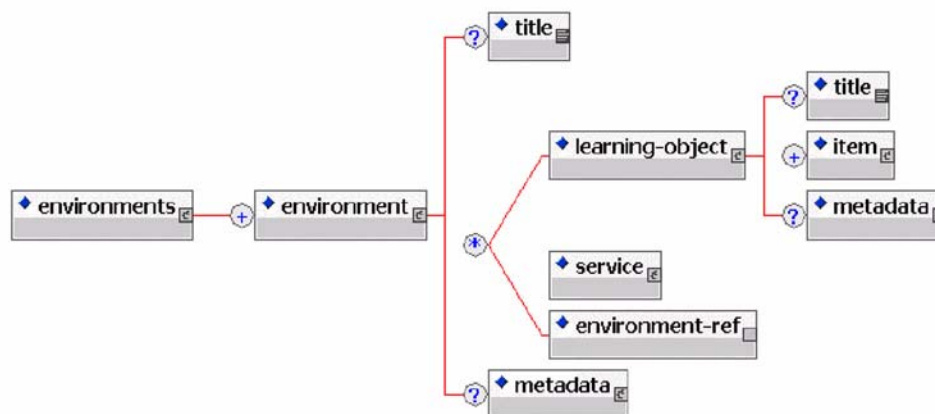 ? title
? title
learning-object
+ item
environments + environment
? metadata
*
service
environment-ref
? metadata